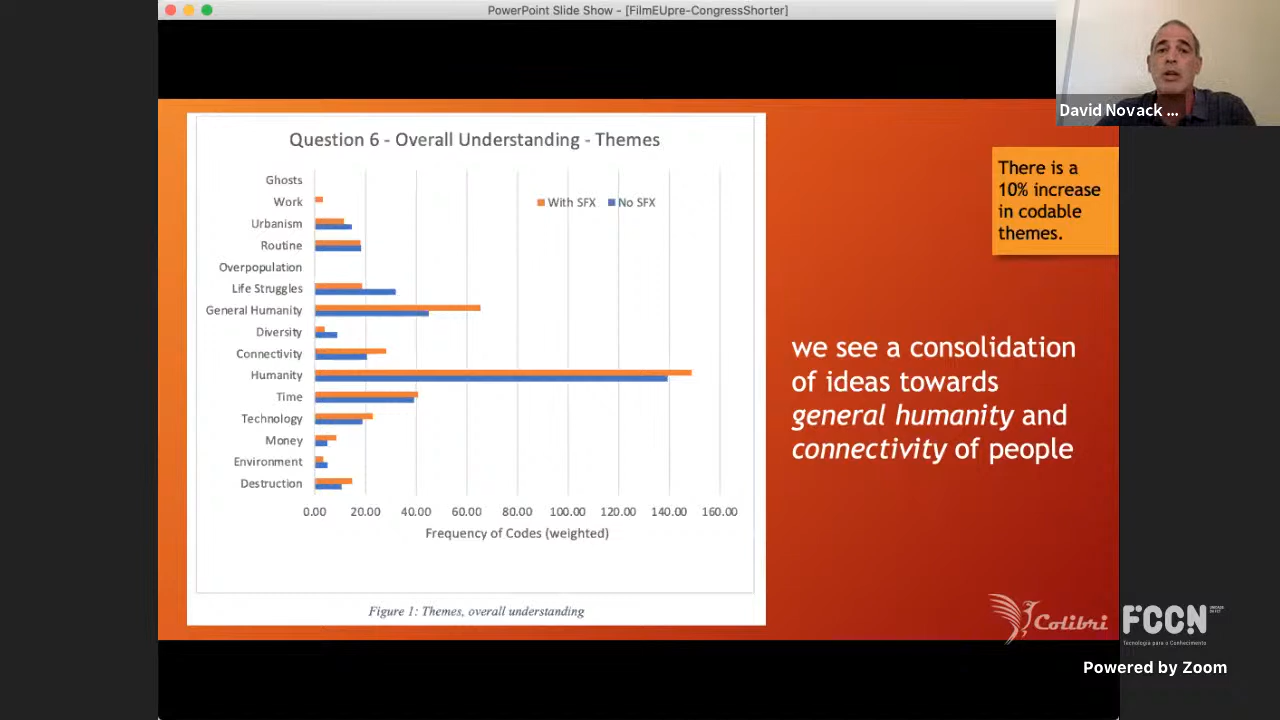 PowerPoint Slide Show - [FilmEUpre-CongressShorter]
David Novack ...
Question 6 - Overall Understanding - Themes
With SFX
No SFX
Ghosts
Work
Urbanism
Routine
Overpopulation
Life Struggles
General Humanity
Diversity
Connectivity
Humanity
Time
Technology
Money
Environment
Destruction
0.00 20.00 40.00 60.00 80.00 100.00 120.00 140.00 160.00
Frequency of Codes (weighted)
Figure 1: Themes, overall understanding
There is a
10% increase
in codable
themes.
we see a consolidation
of ideas towards
general humanity and
connectivity of people
Colibri
FCCN
Tecnologia para o Conhecimento
Powered by Zoom